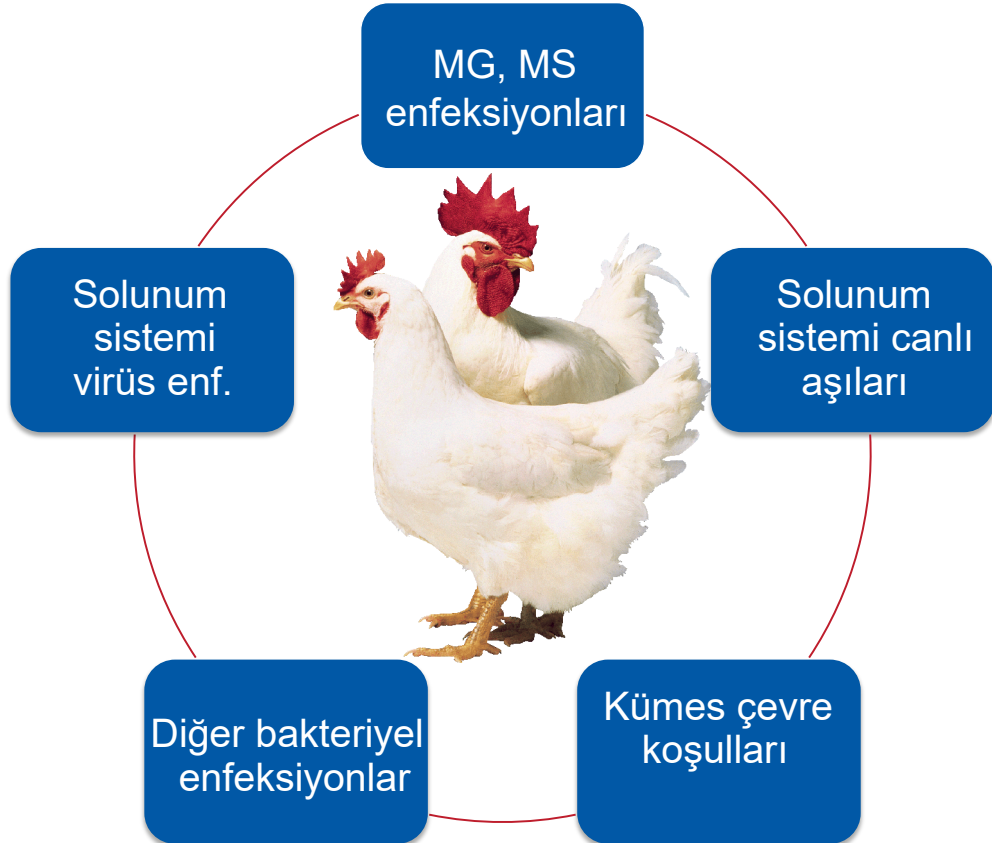 MG, MS
enfeksiyonları
Solunum
sistemi
virüs enf.
Solunum
sistemi canlı
aşıları
Diğer bakteriyel
enfeksiyonlar
Kümes çevre
koşulları